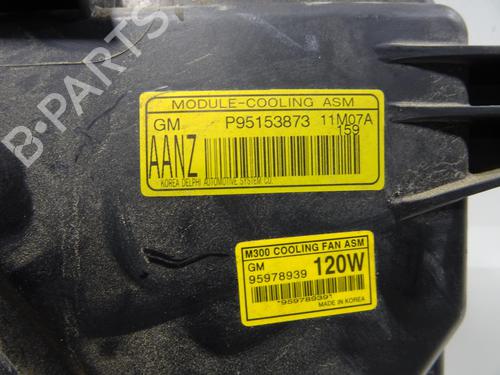 B-PARTS
MODULE-COOLING ASM
GM P95153873 11M07A
159
AANZ
KOREA DELPHI AUTOMOTIVE SYSTEM CO.
M300 COOLING FAN ASM
GM
95978939 120W
*95978939*
MADE IN KOREA